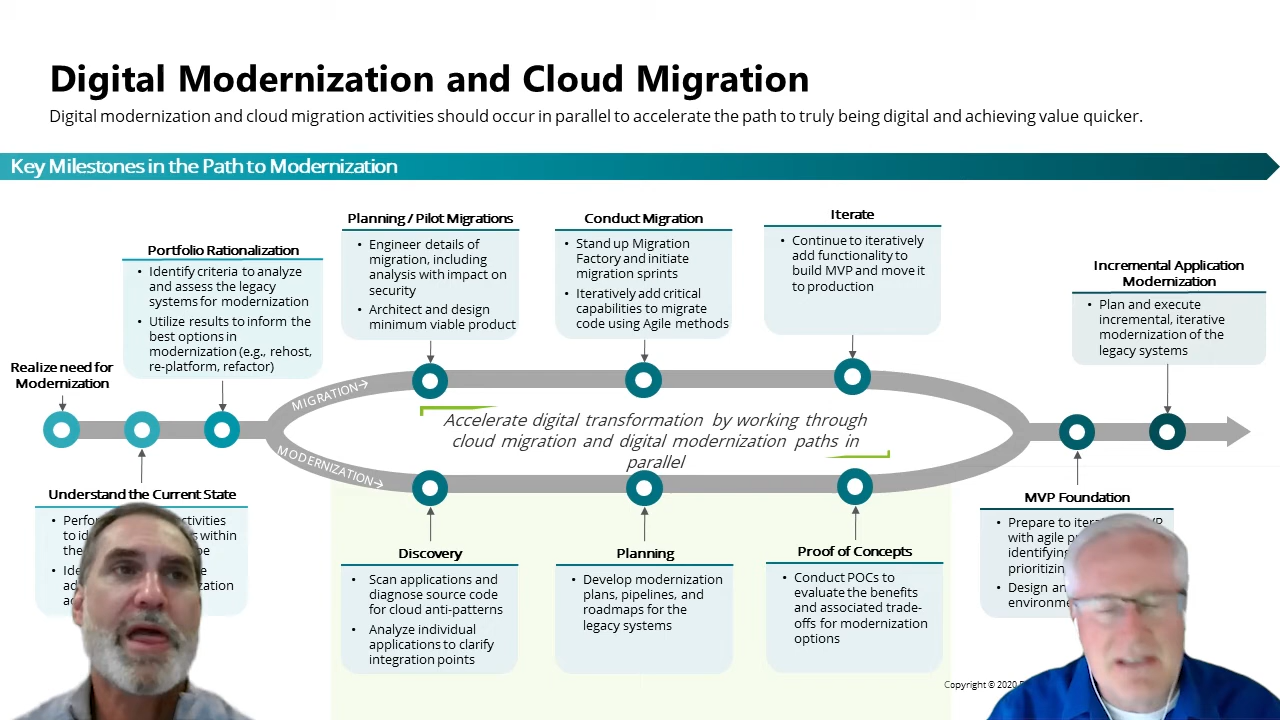 Digital Modernization and Cloud Migration
Digital modernization and cloud migration activities should occur in parallel to accelerate the path to truly being digital and achieving value quicker.
Key Milestones in the Path to Modernization
Realize need for
Modernization
Portfolio Rationalization
• Identify criteria to analyze
and assess the legacy
systems for modernization
• Utilize results to inform the
best options in
modernization (e.g., rehost,
re-platform, refactor)
Planning / Pilot Migrations
• Engineer details of
migration, including
analysis with impact on
security
• Architect and design
minimum viable product
Conduct Migration
• Stand up Migration
Factory and initiate
migration sprints
• Iteratively add critical
capabilities to migrate
code using Agile methods
Iterate
• Continue to iteratively
add functionality to
build MVP and move it
to production
Incremental Application
Modernization
• Plan and execute
incremental, iterative
modernization of the
legacy systems
MIGRATION→
Accelerate digital transformation by working through
cloud migration and digital modernization paths in
parallel
MODERNIZATION→
Understand the Current State
•
to
the
•
Discovery
• Scan applications and
diagnose source code
for cloud anti-patterns
• Analyze individual
applications to clarify
integration points
Planning
• Develop modernization
plans, pipelines, and
roadmaps for the
legacy systems
Proof of Concepts
• Conduct POCs to
evaluate the benefits
and associated trade-
offs for modernization
options
MVP Foundation
• Prepare to
with agile
identifying
• Design
Copyright © 2020